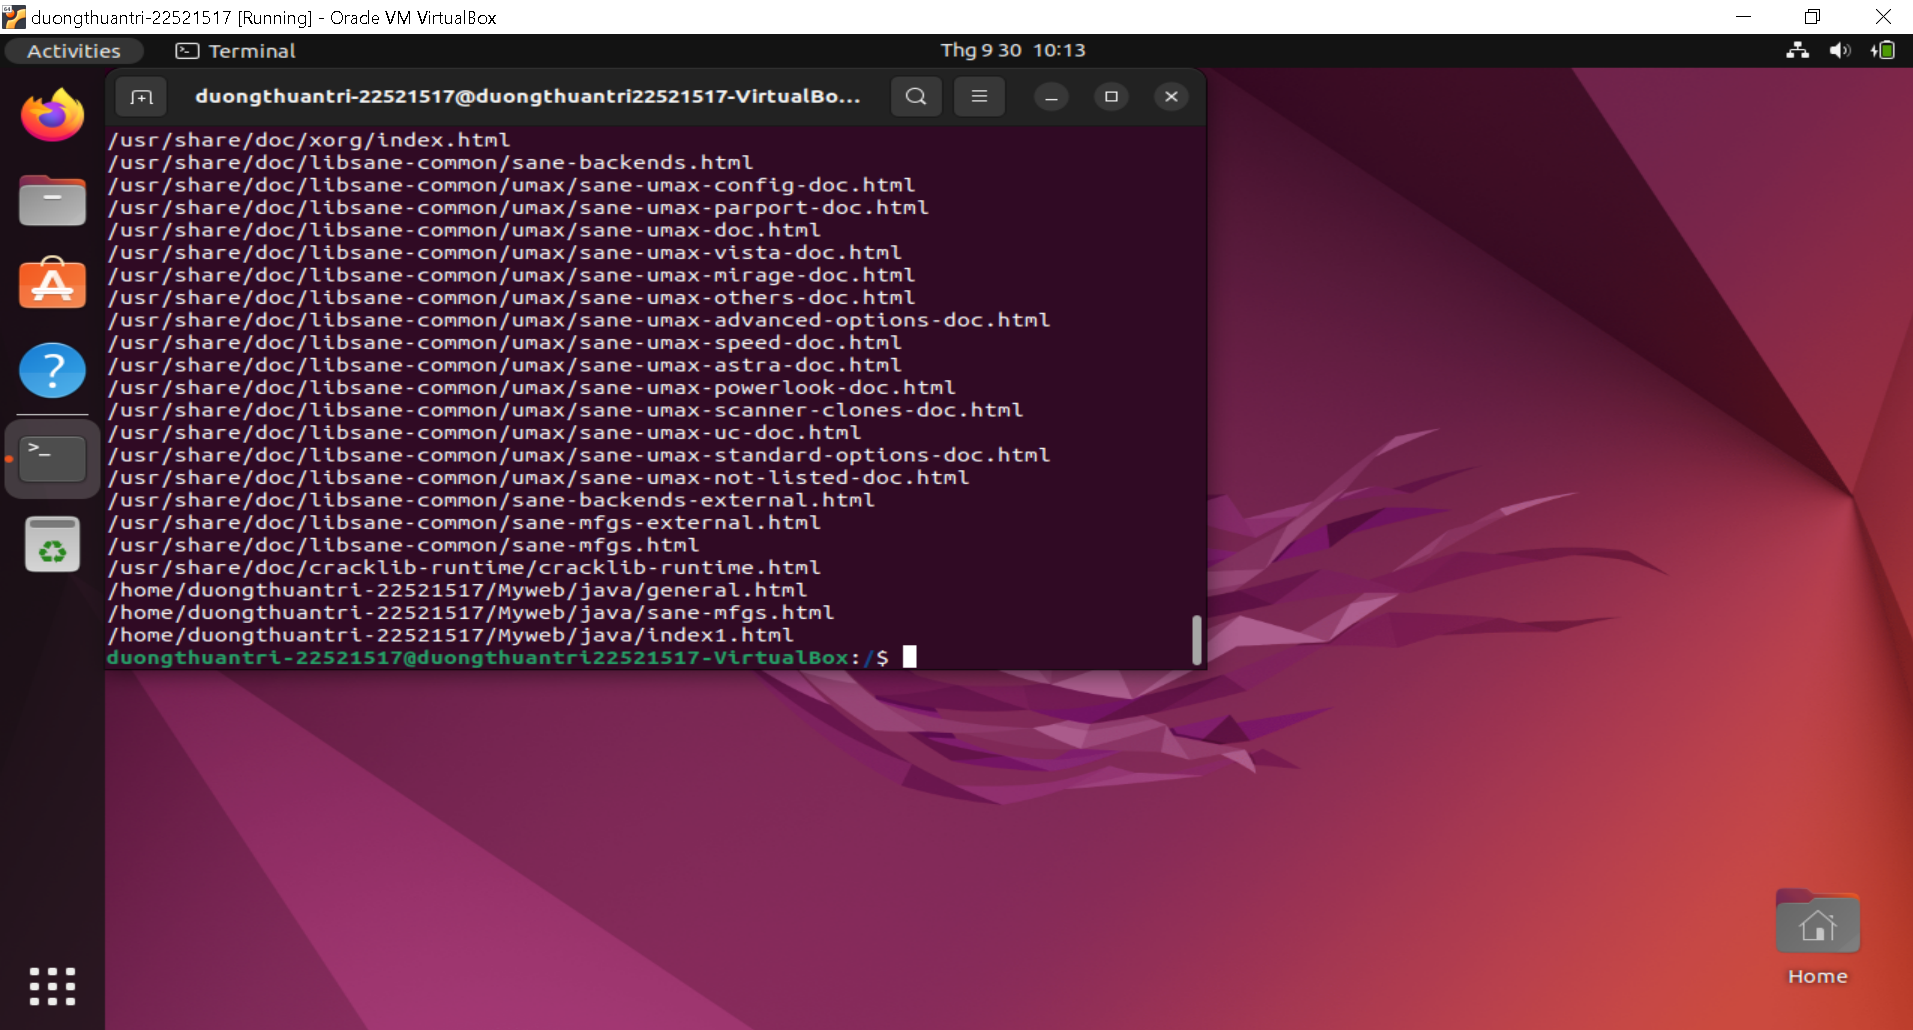 duongthuantri-22521517 [Running] - Oracle VM VirtualBox
Activities
Terminal
Thg 9 30 10:13
duongthuantri-22521517@duongthuantri22521517-VirtualBo...
/usr/share/doc/xorg/index.html
/usr/share/doc/libsane-common/sane-backends.html
/usr/share/doc/libsane-common/umax/sane-umax-config-doc.html
/usr/share/doc/libsane-common/umax/sane-umax-parport-doc.html
/usr/share/doc/libsane-common/umax/sane-umax-doc.html
/usr/share/doc/libsane-common/umax/sane-umax-vista-doc.html
/usr/share/doc/libsane-common/umax/sane-umax-mirage-doc.html
/usr/share/doc/libsane-common/umax/sane-umax-others-doc.html
/usr/share/doc/libsane-common/umax/sane-umax-advanced-options-doc.html
/usr/share/doc/libsane-common/umax/sane-umax-speed-doc.html
/usr/share/doc/libsane-common/umax/sane-umax-astra-doc.html
/usr/share/doc/libsane-common/umax/sane-umax-powerlook-doc.html
/usr/share/doc/libsane-common/umax/sane-umax-scanner-clones-doc.html
/usr/share/doc/libsane-common/umax/sane-umax-uc-doc.html
/usr/share/doc/libsane-common/umax/sane-umax-standard-options-doc.html
/usr/share/doc/libsane-common/umax/sane-umax-not-listed-doc.html
/usr/share/doc/libsane-common/sane-backends-external.html
/usr/share/doc/libsane-common/sane-mfgs-external.html
/usr/share/doc/libsane-common/sane-mfgs.html
/usr/share/doc/cracklib-runtime/cracklib-runtime.html
/home/duongthuantri-22521517/Myweb/java/general.html
/home/duongthuantri-22521517/Myweb/java/sane-mfgs.html
/home/duongthuantri-22521517/Myweb/java/index1.html
duongthuantri-22521517@duongthuantri22521517-VirtualBox:/$
Home